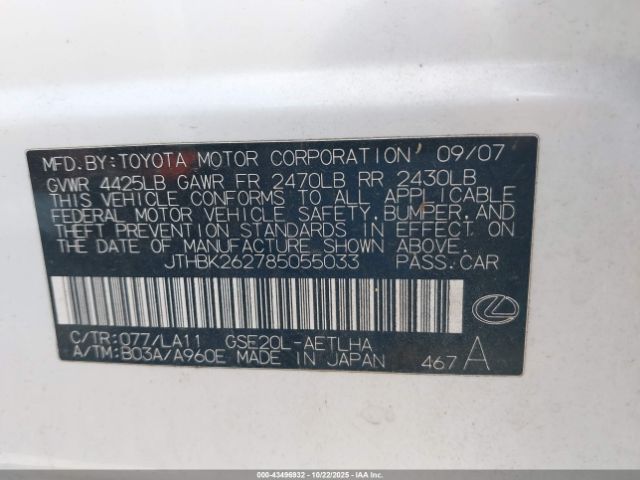 MFD. BY: TOYOTA MOTOR CORPORATION 09/07
GVWR 4425LB GAWR FR 2470LB RR 2430LB
THIS VEHICLE CONFORMS TO ALL APPLICABLE
FEDERAL MOTOR VEHICLE SAFETY, BUMPER, AND
THEFT PREVENTION STANDARDS IN EFFECT ON
THE DATE OF MANUFACTURE SHOWN ABOVE.
JTHBK262785055033 PASS. CAR
C/TR: 077/LA11 GSE20L-AETLHA
A/TM: B03A/A960E MADE IN JAPAN 467 A
000-43496932 | 10/22/2025 | Copart, Inc.